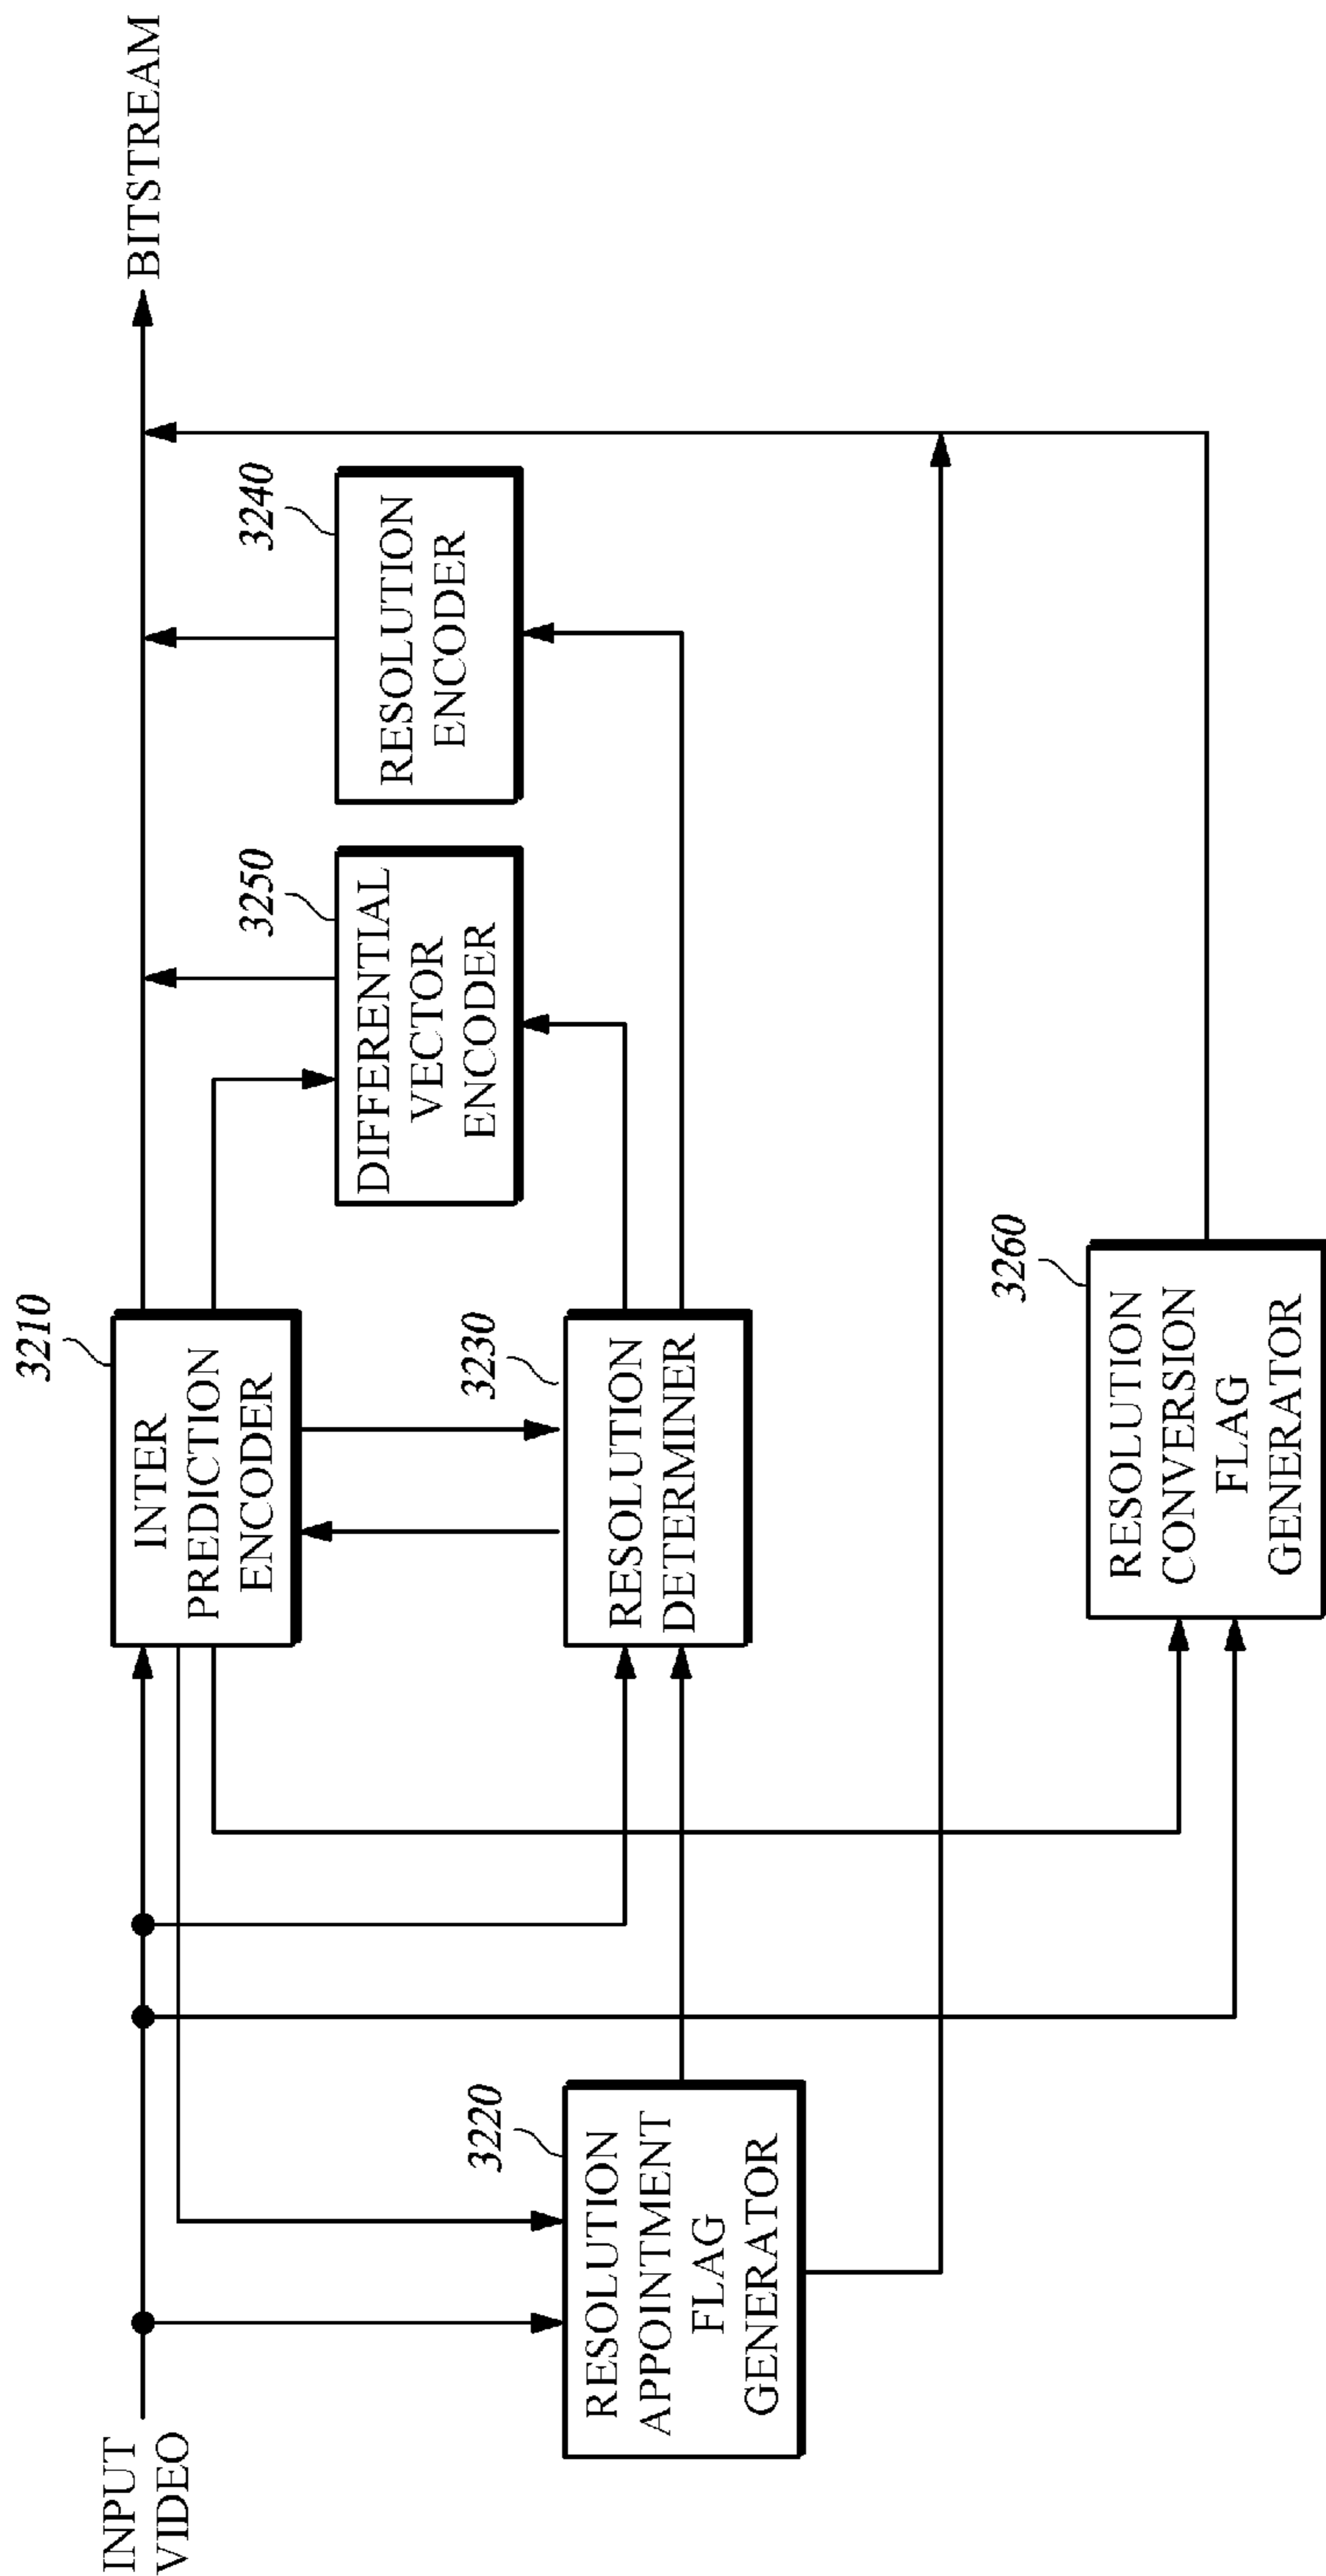 INPUT
VIDEO
3210
INTER
PREDICTION
ENCODER
BITSTREAM
3250
DIFFERENTIAL
VECTOR
ENCODER
3240
RESOLUTION
ENCODER
3220
RESOLUTION
APPOINTMENT
FLAG
GENERATOR
3230
RESOLUTION
DETERMINER
3260
RESOLUTION
CONVERSION
FLAG
GENERATOR